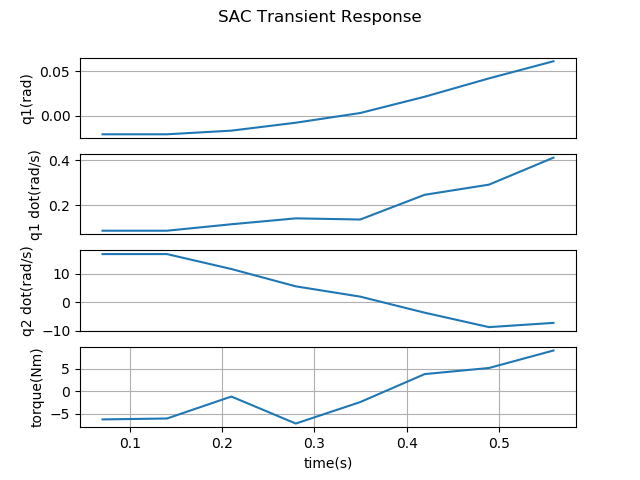 SAC Transient Response
0.05
0.00
q1(rad)
0.4
0.2
q1 dot(rad/s)
10
0
−10
q2 dot(rad/s)
5
0
−5
torque(Nm)
0.1 0.2 0.3 0.4 0.5
time(s)